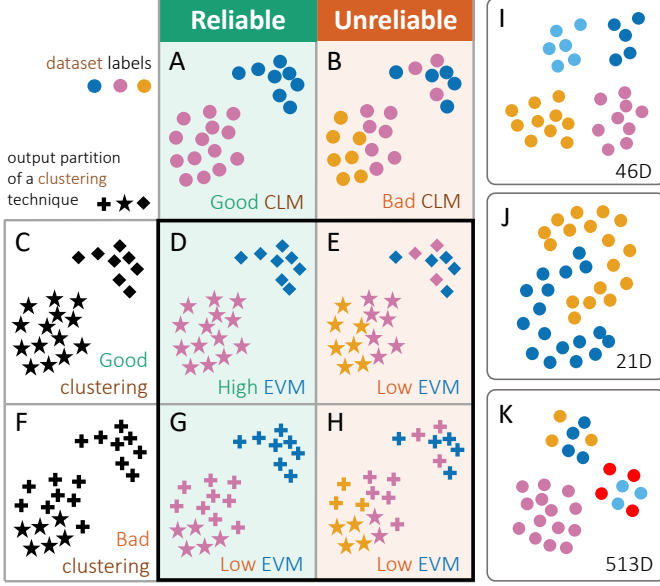 Reliable
Unreliable
dataset labels
output partition
of a clustering
technique
A
Good CLM
B
Bad CLM
C
Good
clustering
D
High EVM
E
Low EVM
F
Bad
clustering
G
Low EVM
H
Low EVM
I
46D
J
21D
K
513D